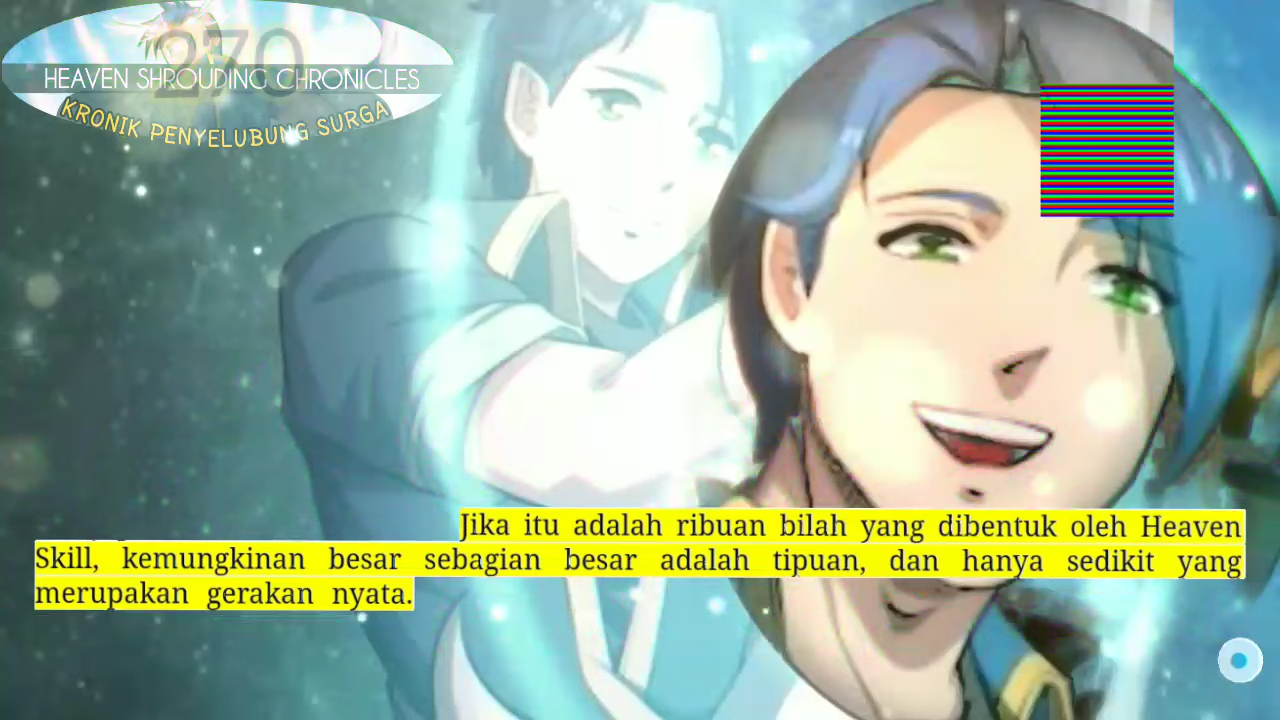 270
HEAVEN SHROUDING CHRONICLES
KRONIK PENYELUBUNG SURGA
Jika itu adalah ribuan bilah yang dibentuk oleh Heaven
Skill, kemungkinan besar sebagian besar adalah tipuan, dan hanya sedikit yang
merupakan gerakan nyata.